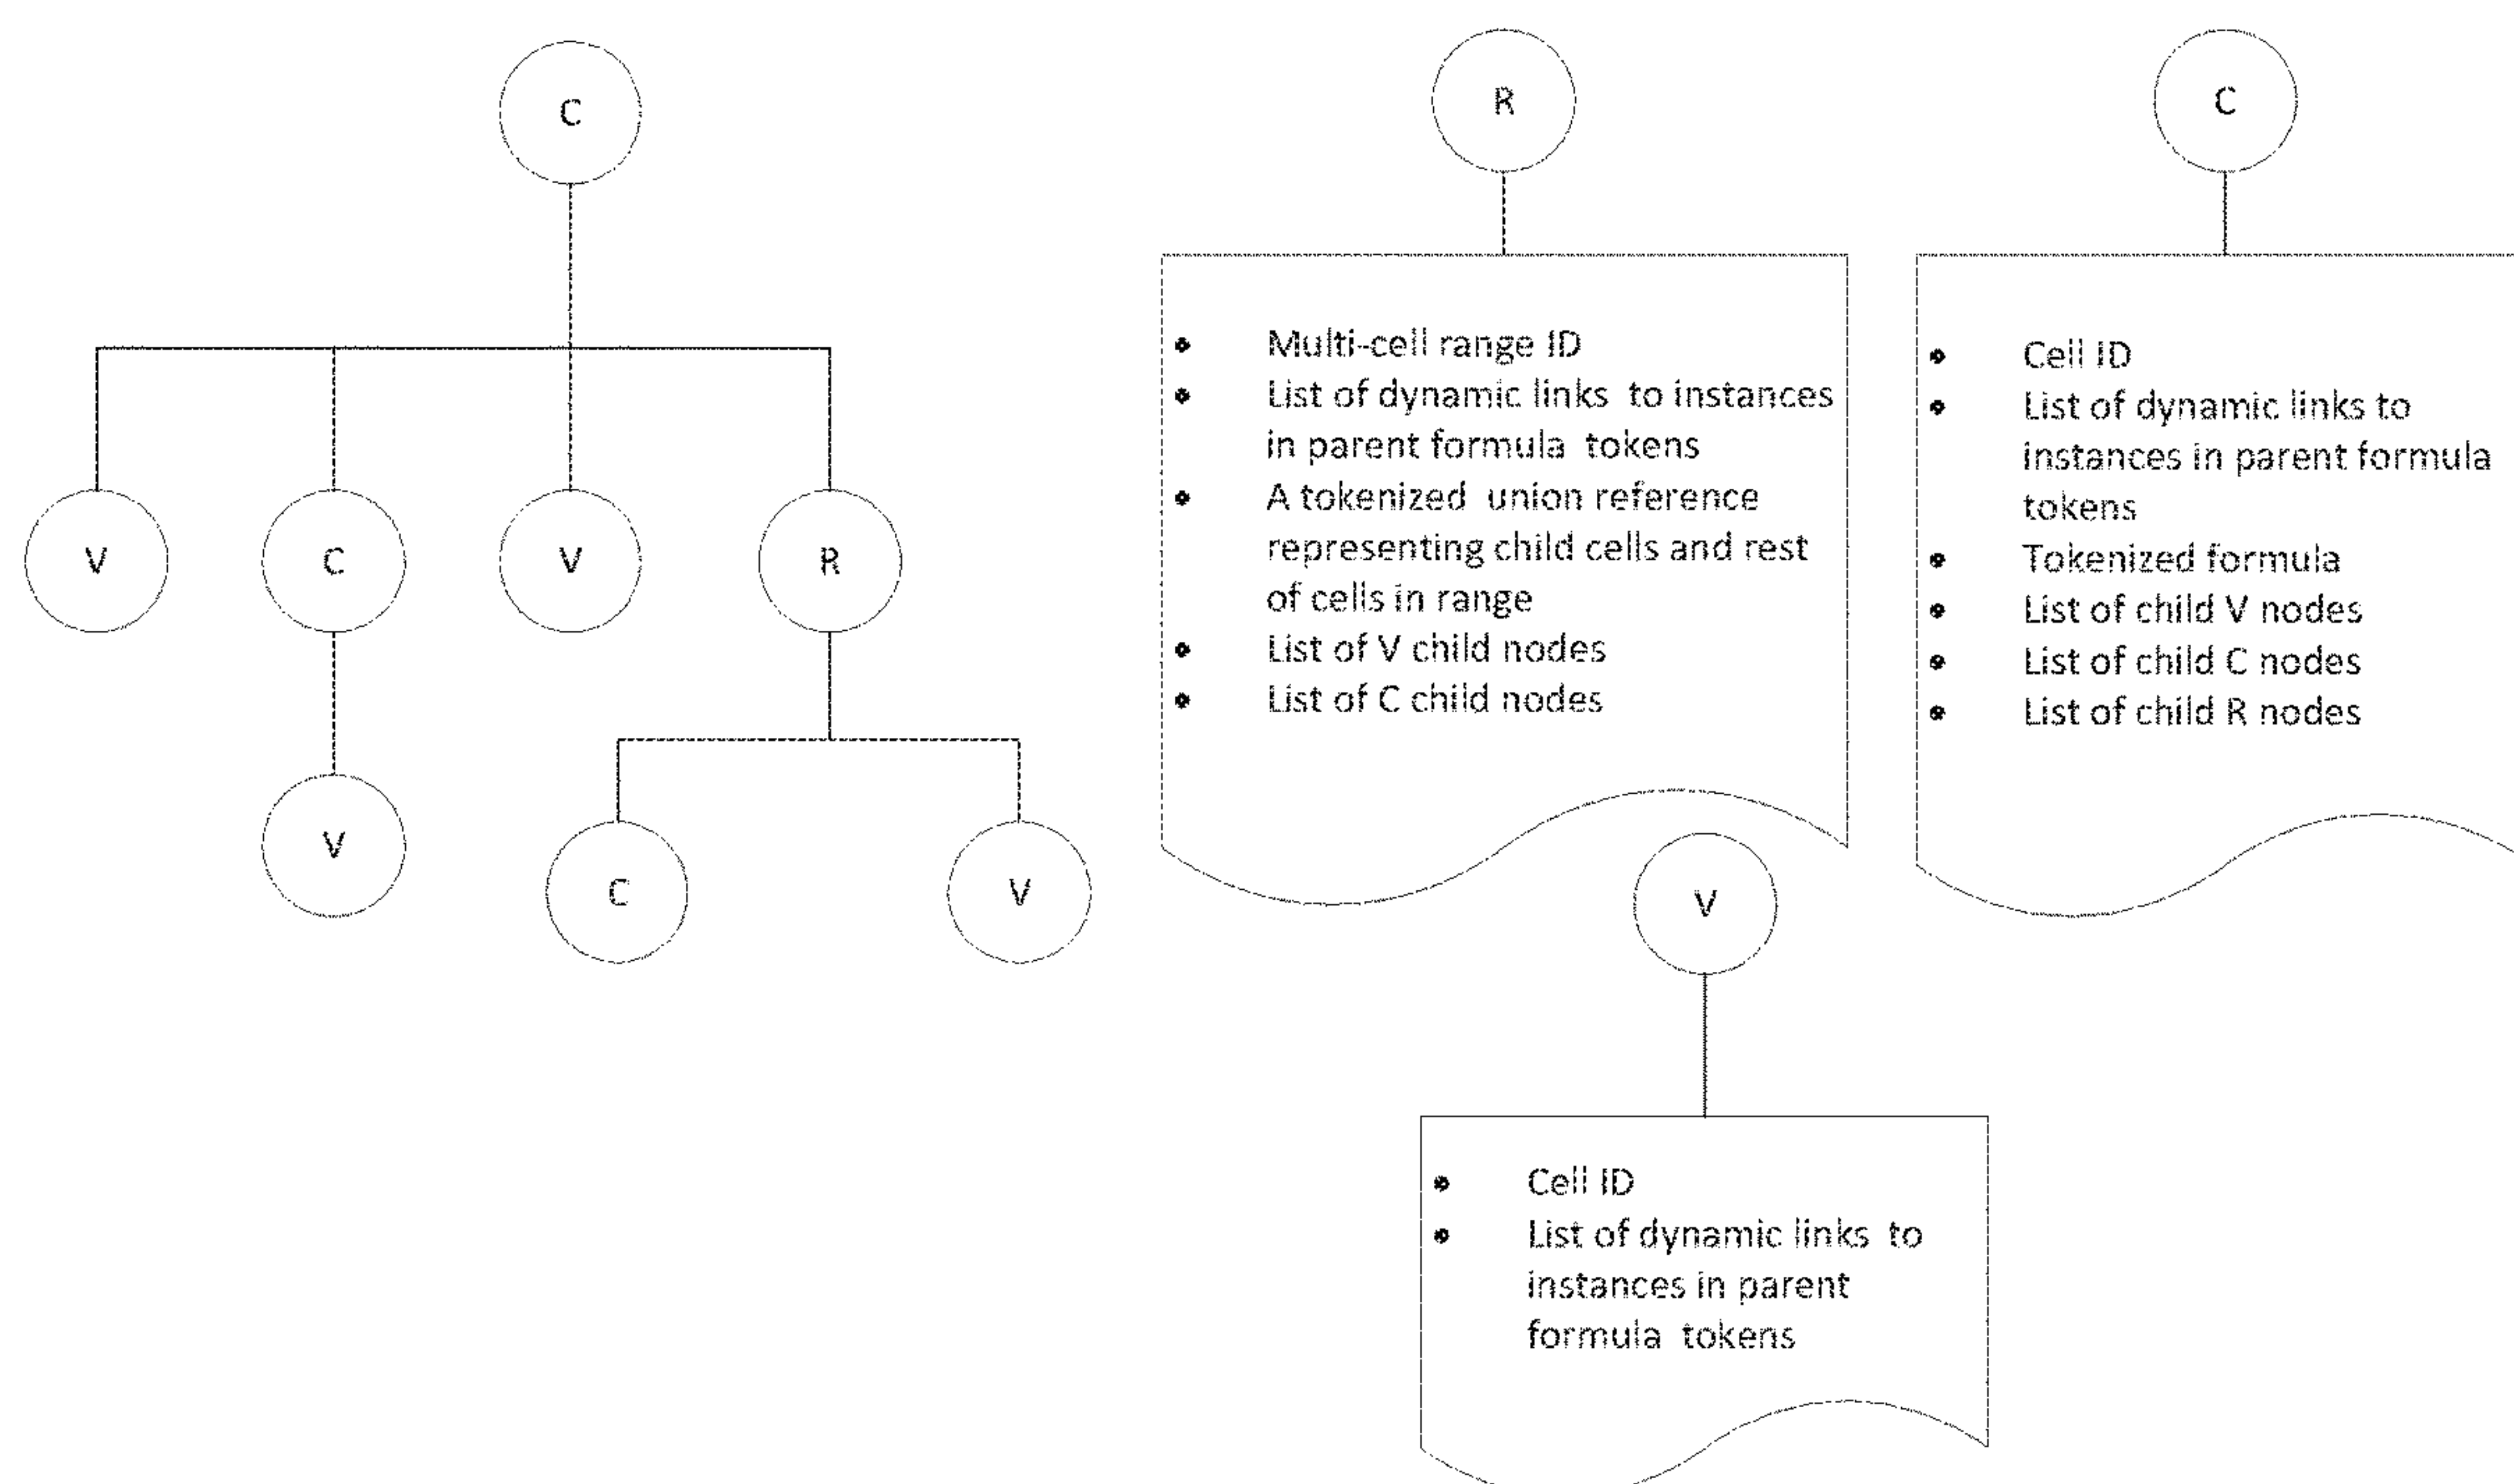 C
V
C
V
R
V
C
V
R
• Multi-cell range ID
• List of dynamic links to instances
in parent formula tokens
• A tokenized union reference
representing child cells and rest
of cells in range
• List of V child nodes
• List of C child nodes
C
• Cell ID
• List of dynamic links to
instances in parent formula
tokens
• Tokenized formula
• List of child V nodes
• List of child C nodes
• List of child R nodes
V
• Cell ID
• List of dynamic links to
instances in parent
formula tokens